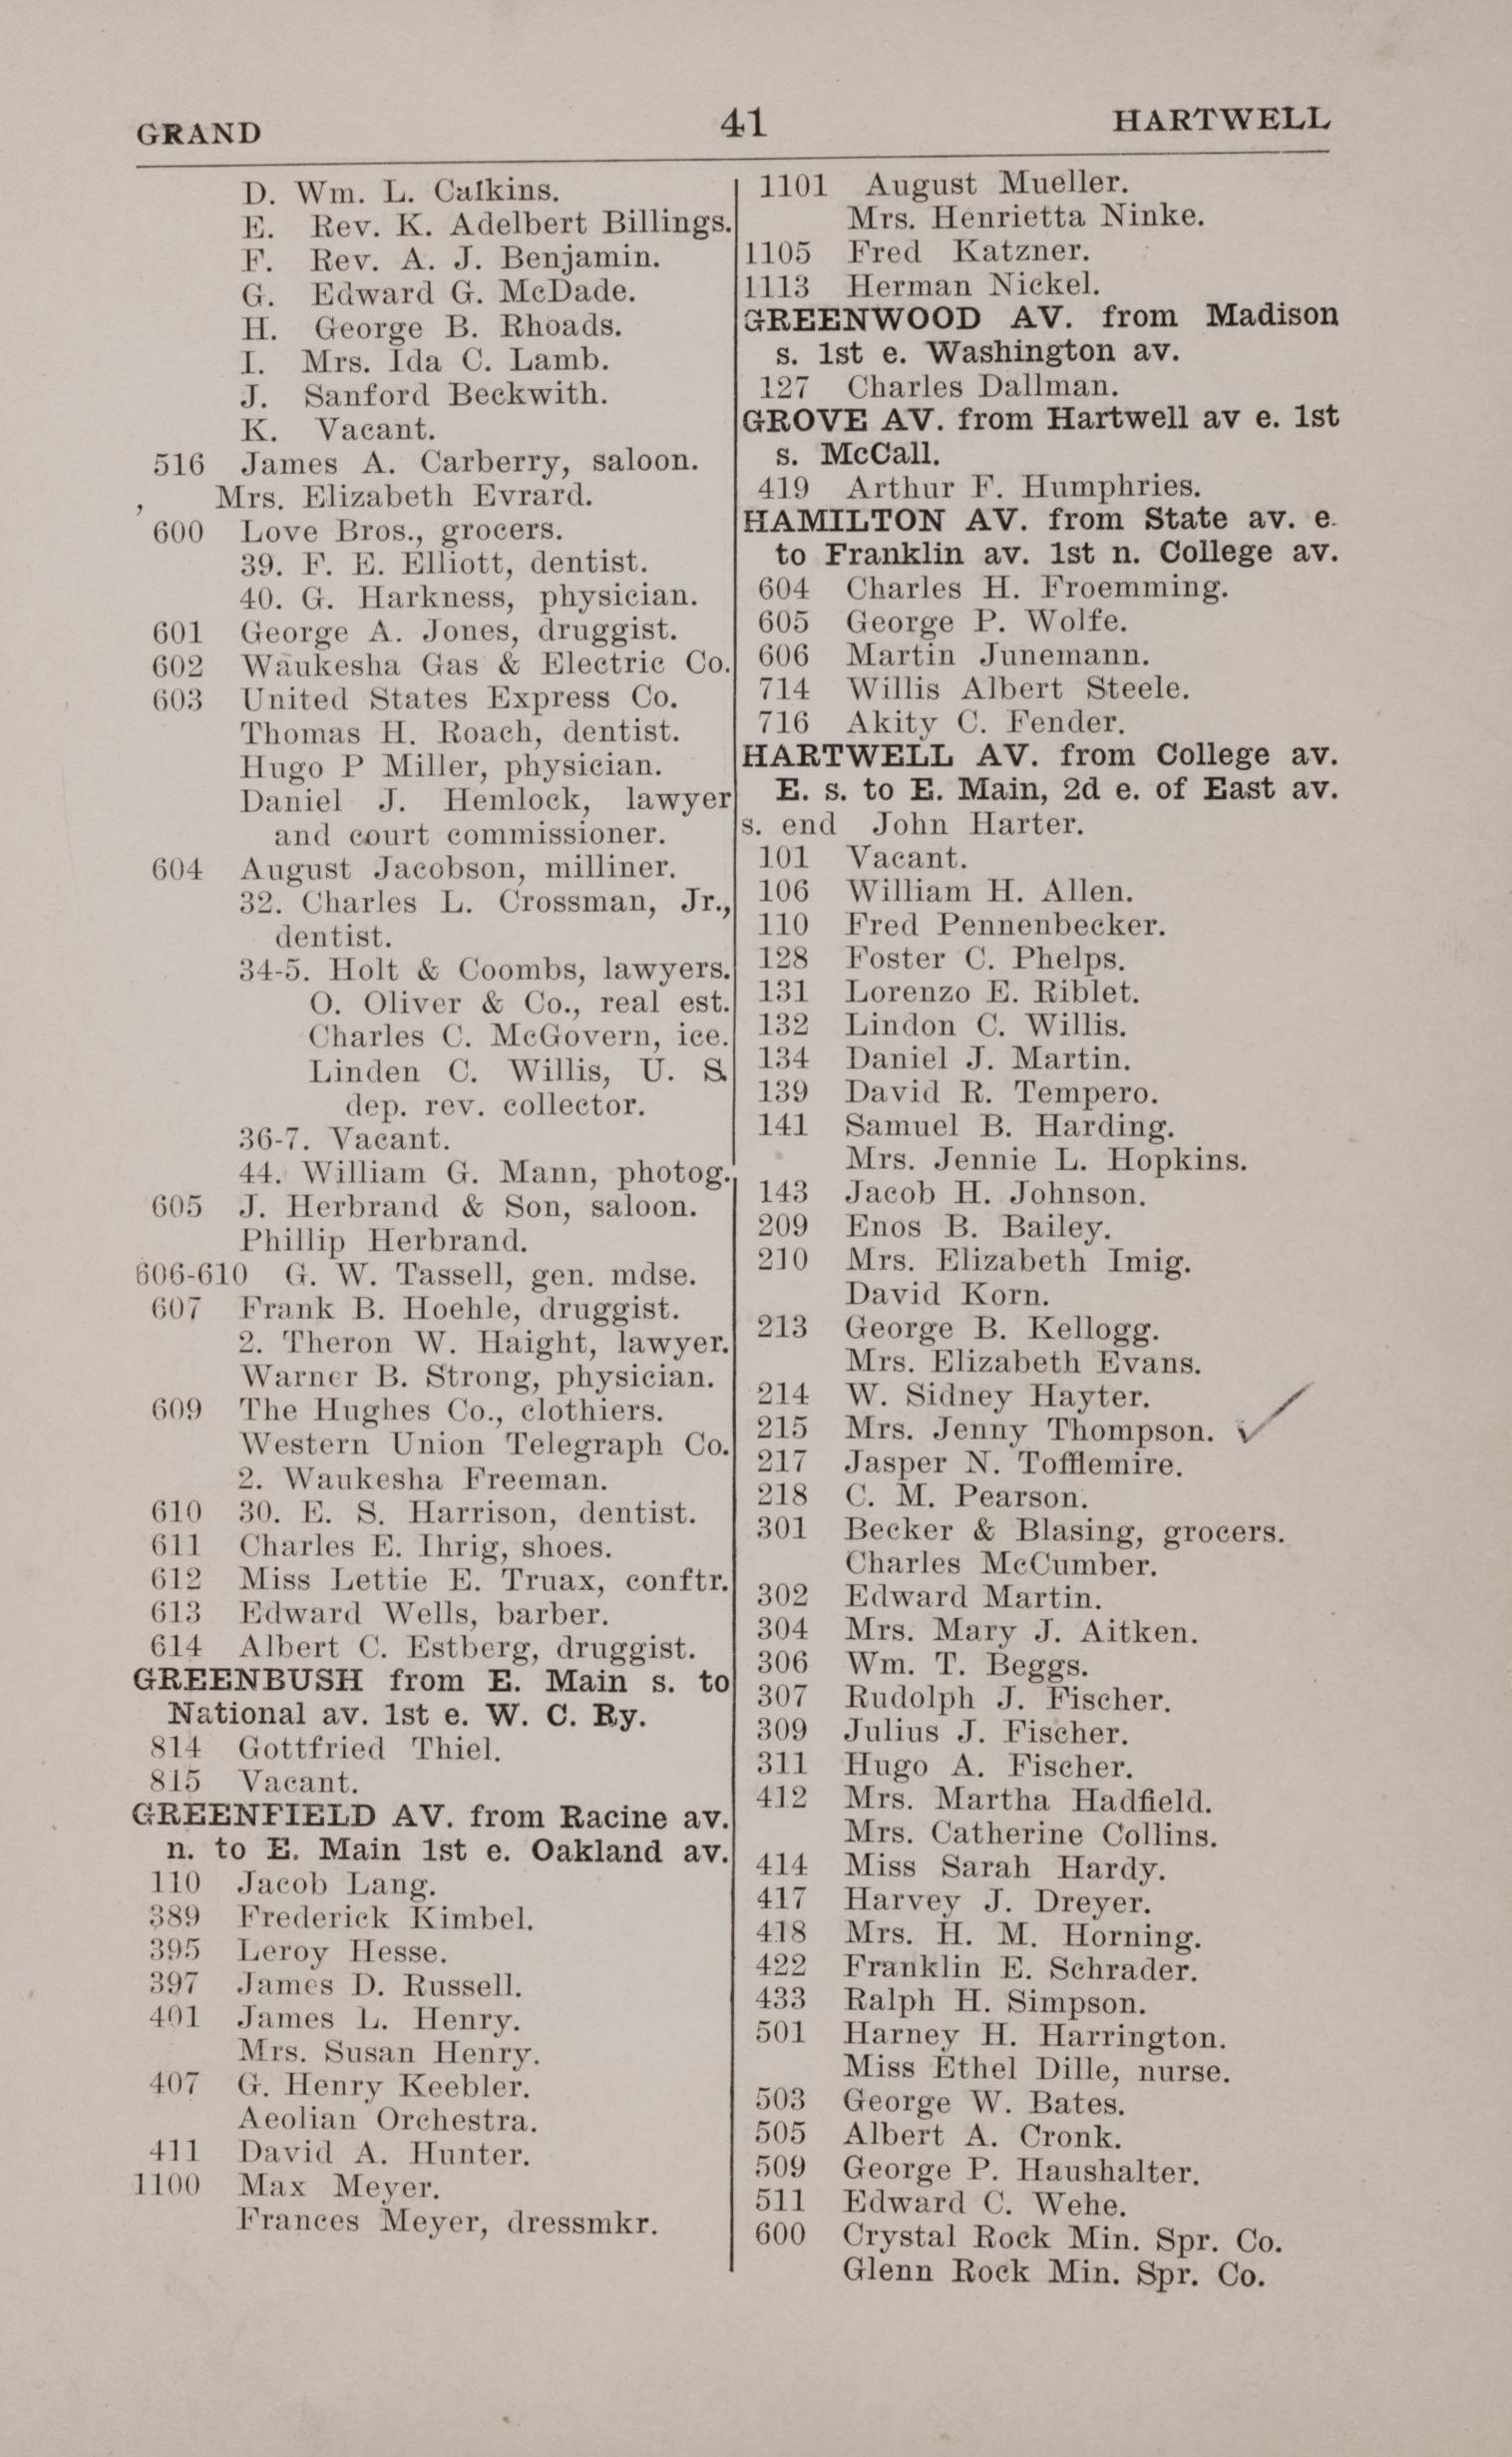 GRAND 41 HARTWELL
D. Wm. L. Calkins.
E. Rev. K. Adelbert Billings.
F. Rev. A. J. Benjamin.
G. Edward G. McDade.
H. George B. Rhoads.
I. Mrs. Ida C. Lamb.
J. Sanford Beckwith.
K. Vacant.
516 James A. Carberry, saloon.
Mrs. Elizabeth Evrard.
600 Love Bros., grocers.
39. F. E. Elliott, dentist.
40. G. Harkness, physician.
601 George A. Jones, druggist.
602 Waukesha Gas & Electric Co.
603 United States Express Co.
Thomas H. Roach, dentist.
Hugo P Miller, physician.
Daniel J. Hemlock, lawyer
and court commissioner.
604 August Jacobson, milliner.
32. Charles L. Crossman, Jr.,
dentist.
34-5. Holt & Coombs, lawyers.
O. Oliver & Co., real est.
Charles C. McGovern, ice.
Linden C. Willis, U. S.
dep. rev. collector.
36-7. Vacant.
44. William G. Mann, photog.
605 J. Herbrand & Son, saloon.
Phillip Herbrand.
606-610 G. W. Tassell, gen. mdse.
607 Frank B. Hoehle, druggist.
2. Theron W. Haight, lawyer.
Warner B. Strong, physician.
609 The Hughes Co., clothiers.
Western Union Telegraph Co.
2. Waukesha Freeman.
610 30. E. S. Harrison, dentist.
611 Charles E. Ihrig, shoes.
612 Miss Lettie E. Truax, conftr.
613 Edward Wells, barber.
614 Albert C. Estberg, druggist.
GREENBUSH from E. Main s. to
National av. 1st e. W. C. Ry.
814 Gottfried Thiel.
815 Vacant.
GREENFIELD AV. from Racine av.
n. to E. Main 1st e. Oakland av.
110 Jacob Lang.
389 Frederick Kimbel.
395 Leroy Hesse.
397 James D. Russell.
401 James L. Henry.
Mrs. Susan Henry.
407 G. Henry Keebler.
Aeolian Orchestra.
411 David A. Hunter.
1100 Max Meyer.
Frances Meyer, dressmkr.
1101 August Mueller.
Mrs. Henrietta Ninke.
1105 Fred Katzner.
1113 Herman Nickel.
GREENWOOD AV. from Madison
s. 1st e. Washington av.
127 Charles Dallman.
GROVE AV. from Hartwell av e. 1st
s. McCall.
419 Arthur F. Humphries.
HAMILTON AV. from State av. e.
to Franklin av. 1st n. College av.
604 Charles H. Froemming.
605 George P. Wolfe.
606 Martin Junemann.
714 Willis Albert Steele.
716 Akity C. Fender.
HARTWELL AV. from College av.
E. s. to E. Main, 2d e. of East av.
s. end John Harter.
101 Vacant.
106 William H. Allen.
110 Fred Pennenbecker.
128 Foster C. Phelps.
131 Lorenzo E. Riblet.
132 Lindon C. Willis.
134 Daniel J. Martin.
139 David R. Tempero.
141 Samuel B. Harding.
Mrs. Jennie L. Hopkins.
143 Jacob H. Johnson.
209 Enos B. Bailey.
210 Mrs. Elizabeth Imig.
David Korn.
213 George B. Kellogg.
Mrs. Elizabeth Evans.
214 W. Sidney Hayter.
215 Mrs. Jenny Thompson. ✓
217 Jasper N. Tofflemire.
218 C. M. Pearson.
301 Becker & Blasing, grocers.
Charles McCumber.
302 Edward Martin.
304 Mrs. Mary J. Aitken.
306 Wm. T. Beggs.
307 Rudolph J. Fischer.
309 Julius J. Fischer.
311 Hugo A. Fischer.
412 Mrs. Martha Hadfield.
Mrs. Catherine Collins.
414 Miss Sarah Hardy.
417 Harvey J. Dreyer.
418 Mrs. H. M. Horning.
422 Franklin E. Schrader.
433 Ralph H. Simpson.
501 Harney H. Harrington.
Miss Ethel Dille, nurse.
503 George W. Bates.
505 Albert A. Cronk.
509 George P. Haushalter.
511 Edward C. Wehe.
600 Crystal Rock Min. Spr. Co.
Glenn Rock Min. Spr. Co.